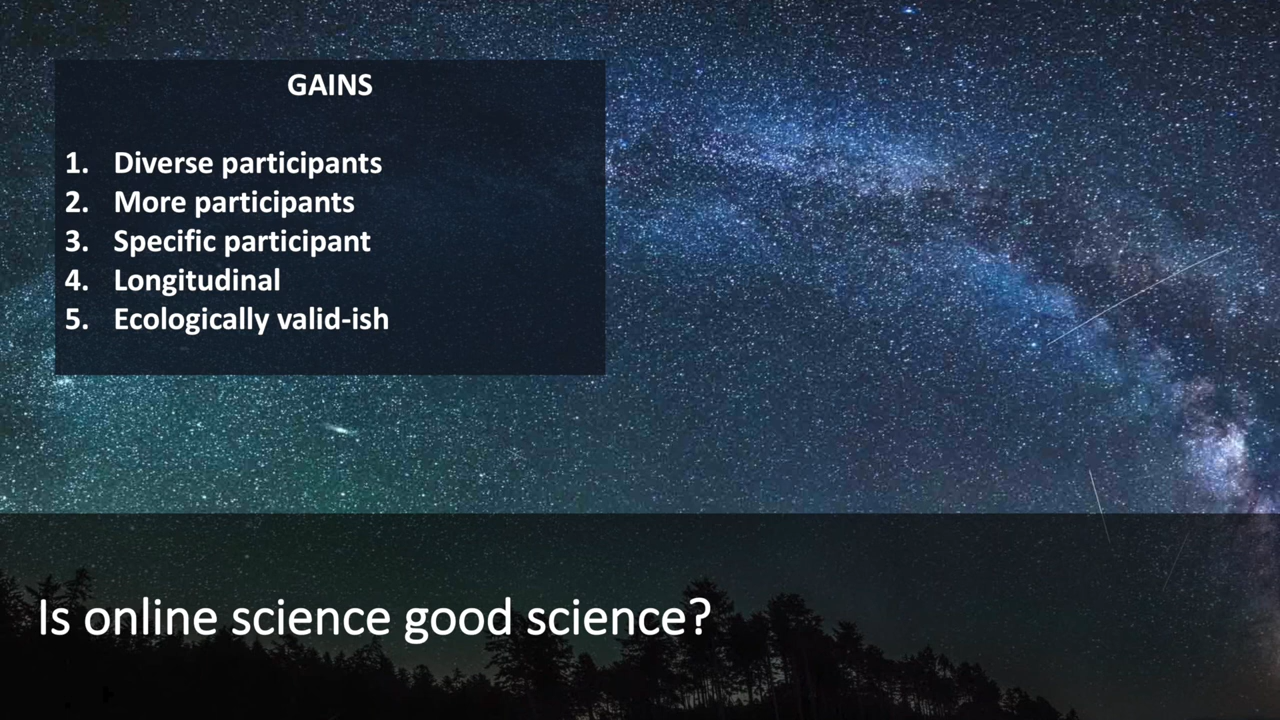 GAINS
1. Diverse participants
2. More participants
3. Specific participant
4. Longitudinal
5. Ecologically valid-ish
Is online science good science?